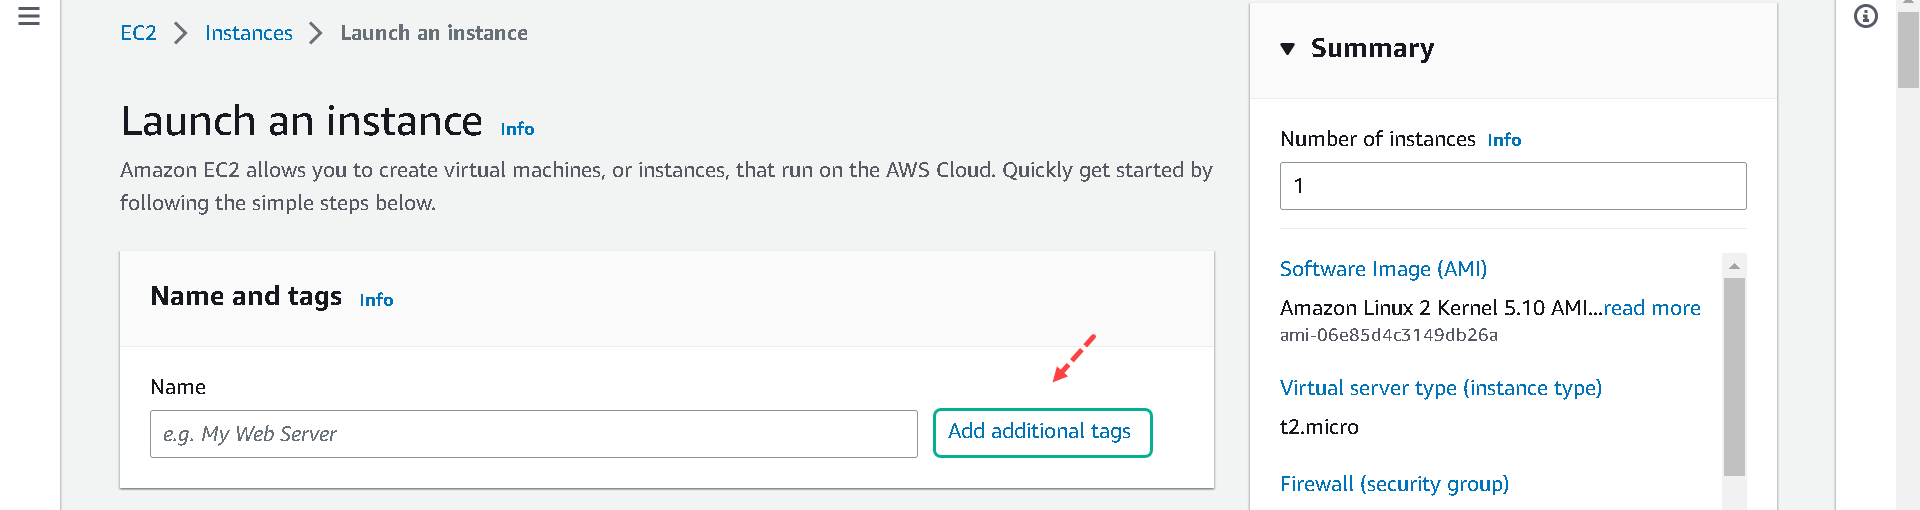 EC2 Instances Launch an instance
Launch an instance Info
Amazon EC2 allows you to create virtual machines, or instances, that run on the AWS Cloud. Quickly get started by
following the simple steps below.
Name and tags Info
Name
e.g. My Web Server
Add additional tags
Summary
Number of instances Info
1
Software Image (AMI)
Amazon Linux 2 Kernel 5.10 AMI...read more
ami-06e85d4c3149db26a
Virtual server type (instance type)
t2.micro
Firewall (security group)